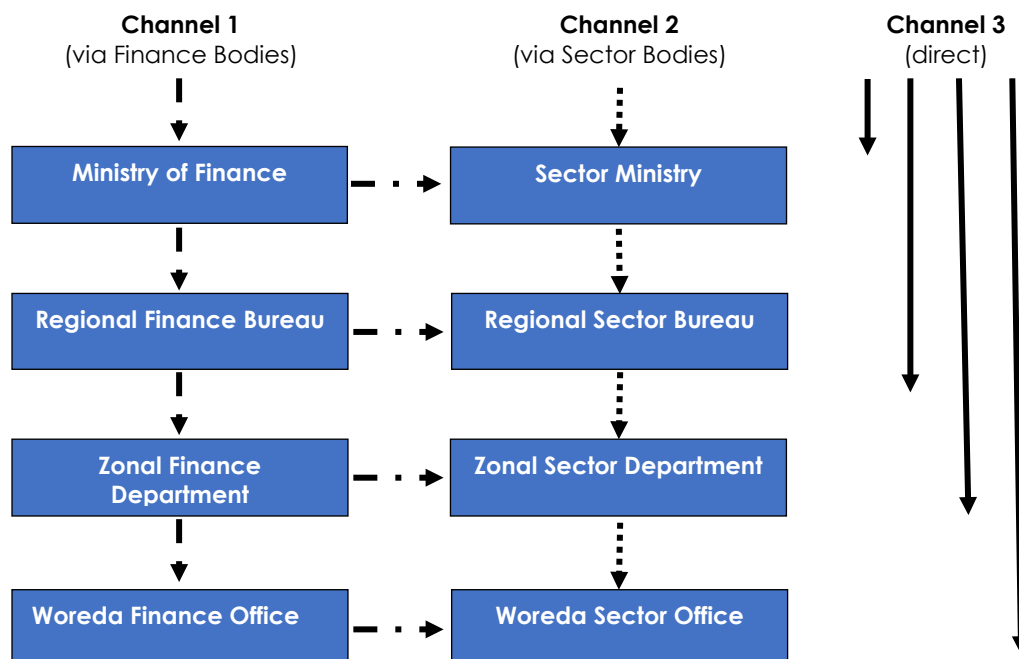 Channel 1
(via Finance Bodies)
Channel 2
(via Sector Bodies)
Channel 3
(direct)
Ministry of Finance
Sector Ministry
Regional Finance Bureau
Regional Sector Bureau
Zonal Finance
Department
Zonal Sector Department
Woreda Finance Office
Woreda Sector Office